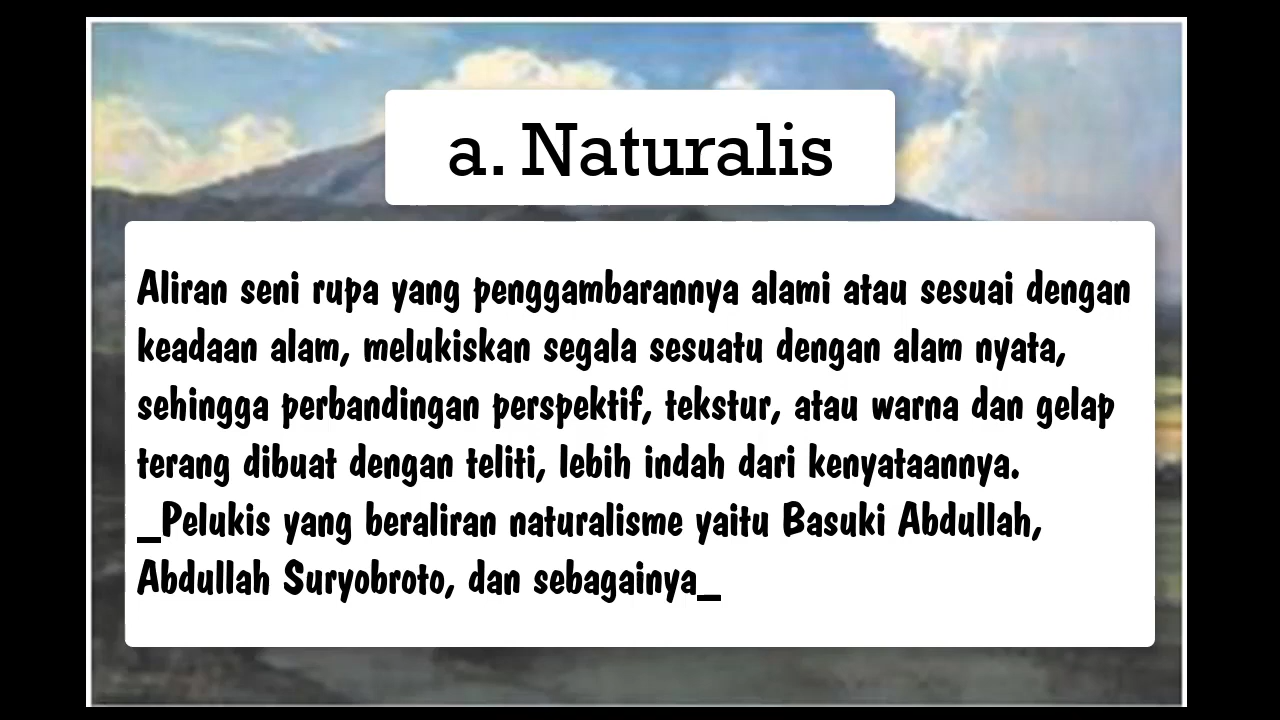 a. Naturalis
Aliran seni rupa yang penggambarannya alami atau sesuai dengan
keadaan alam, melukiskan segala sesuatu dengan alam nyata,
sehingga perbandingan perspektif, tekstur, atau warna dan gelap
terang dibuat dengan teliti, lebih indah dari kenyataannya.
_Pelukis yang beraliran naturalisme yaitu Basuki Abdullah,
Abdullah Suryobroto, dan sebagainya_